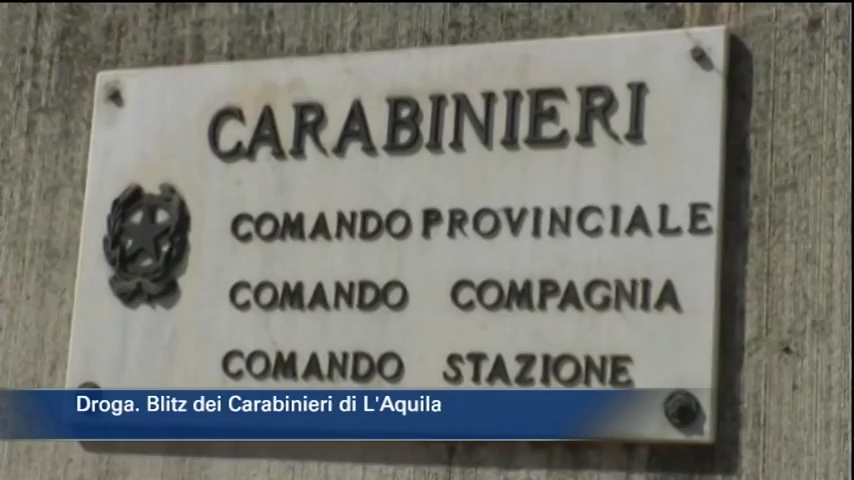 CARABINIERI
COMANDO PROVINCIALE
COMANDO COMPAGNIA
COMANDO STAZIONE
Droga. Blitz dei Carabinieri di L'Aquila